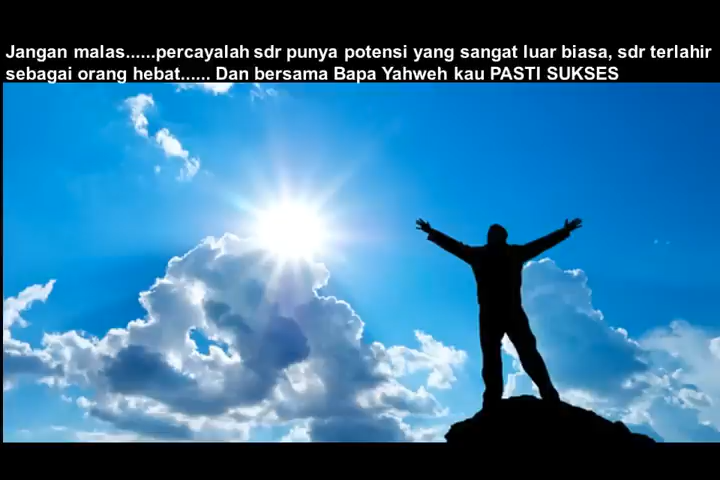 Jangan malas......percayalah sdr punya potensi yang sangat luar biasa, sdr terlahir
sebagai orang hebat...... Dan bersama Bapa Yahweh kau PASTI SUKSES